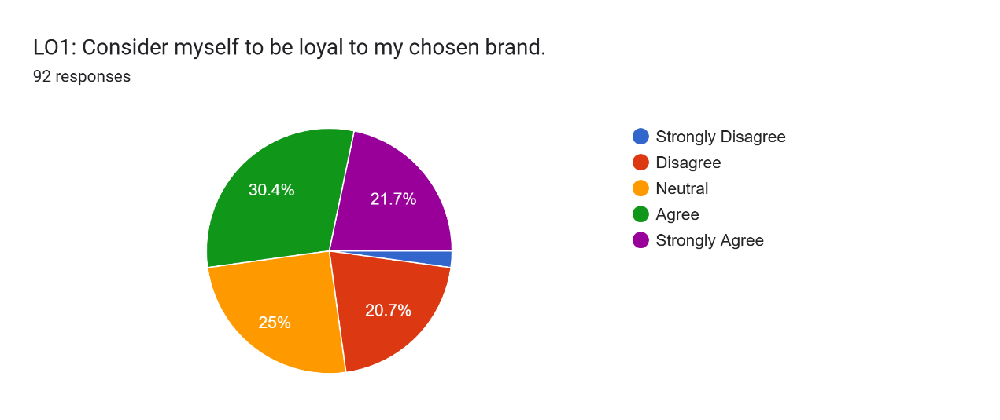 LO1: Consider myself to be loyal to my chosen brand.
92 responses
Strongly Disagree
Disagree
Neutral
Agree
Strongly Agree
30.4%
21.7%
25%
20.7%